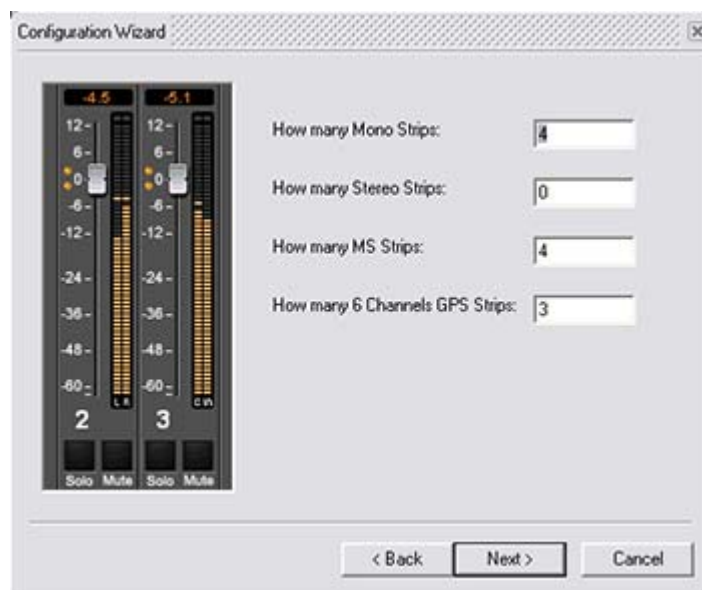 Configuration Wizard
-4.5 -5.1
12- 12-
6- 6-
0 0
-6- -6-
-12- -12-
-24- -24-
-36- -36-
-48- -48-
-60- -60-
L R
2 3
Solo Mute Solo Mute
How many Mono Strips: 4
How many Stereo Strips: 0
How many MS Strips: 4
How many 6 Channels GPS Strips: 3
< Back Next > Cancel